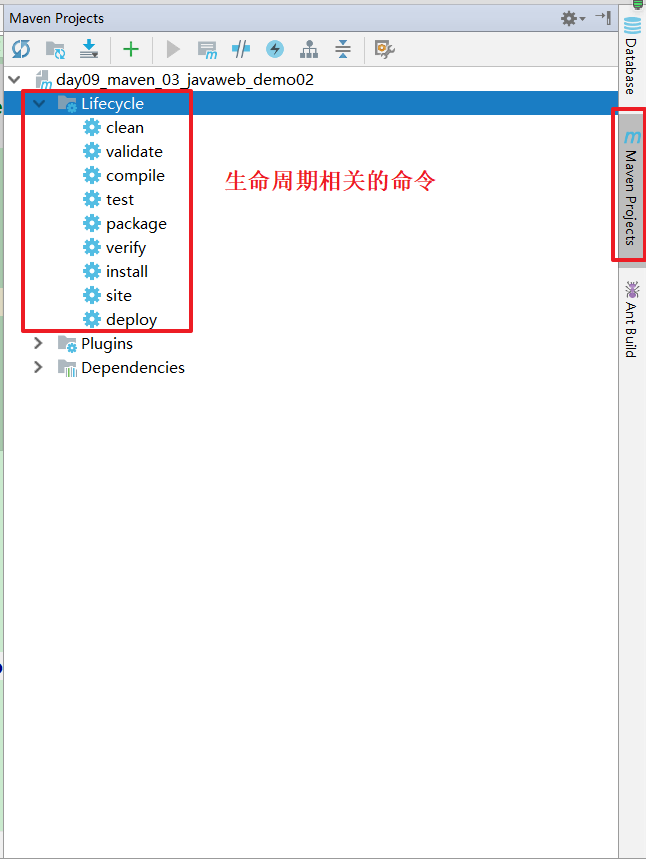 Maven Projects
day09_maven_03_javaweb_demo02
Lifecycle
clean
validate
compile
test
package
verify
install
site
deploy
Plugins
Dependencies
生命周期相关的命令
Database
Maven Projects
Ant Build